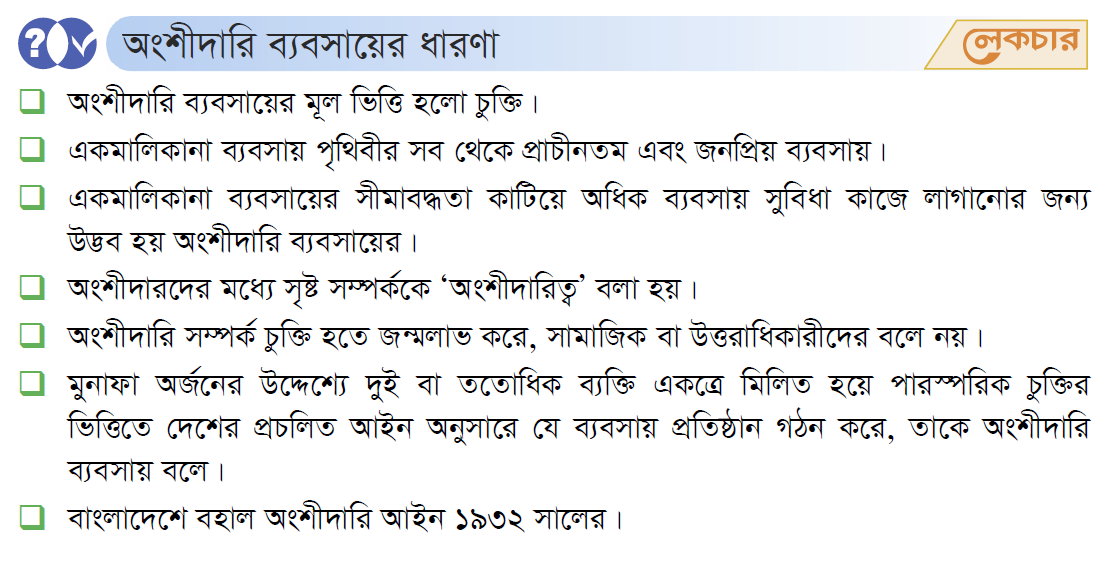 অংশীদারি ব্যবসায়ের ধারণা
লেকচার
অংশীদারি ব্যবসায়ের মূল ভিত্তি হলো চুক্তি।
একমালিকানা ব্যবসায় পৃথিবীর সব থেকে প্রাচীনতম এবং জনপ্রিয় ব্যবসায়।
একমালিকানা ব্যবসায়ের সীমাবদ্ধতা কাটিয়ে অধিক ব্যবসায় সুবিধা কাজে লাগানোর জন্য
উদ্ভব হয় অংশীদারি ব্যবসায়ের।
অংশীদারদের মধ্যে সৃষ্ট সম্পর্ককে ‘অংশীদারিত্ব’ বলা হয়।
অংশীদারি সম্পর্ক চুক্তি হতে জন্মলাভ করে, সামাজিক বা উত্তরাধিকারীদের বলে নয়।
মুনাফা অর্জনের উদ্দেশ্যে দুই বা ততোধিক ব্যক্তি একত্রে মিলিত হয়ে পারস্পরিক চুক্তির
ভিত্তিতে দেশের প্রচলিত আইন অনুসারে যে ব্যবসায় প্রতিষ্ঠান গঠন করে, তাকে অংশীদারি
ব্যবসায় বলে।
বাংলাদেশে বহাল অংশীদারি আইন ১৯৩২ সালের।